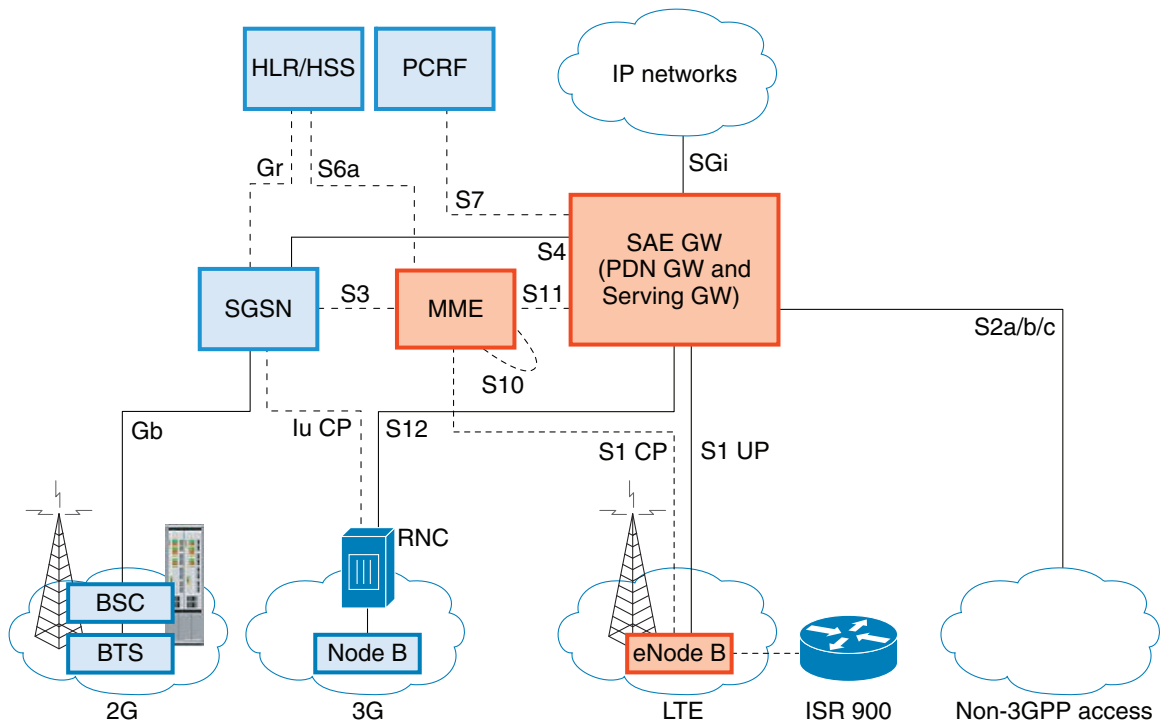 HLR/HSS
PCRF
IP networks
Gr
S6a
SGi
S7
S4
SAE GW
(PDN GW and
Serving GW)
SGSN
S3
MME
S11
S2a/b/c
S10
Gb
Iu CP
S12
S1 CP
S1 UP
RNC
BSC
BTS
Node B
eNode B
2G
3G
LTE
ISR 900
Non-3GPP access